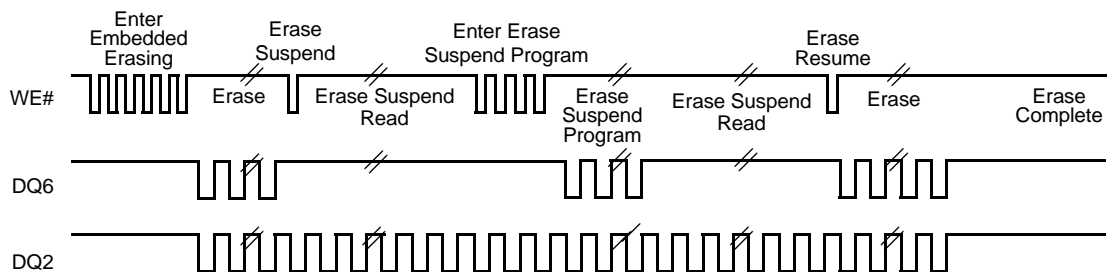 Enter
Embedded
Erasing
Erase
Suspend
Enter Erase
Suspend Program
Erase
Resume
WE#
Erase
Erase Suspend
Read
Erase
Suspend
Program
Erase Suspend
Read
Erase
Erase
Complete
DQ6
DQ2